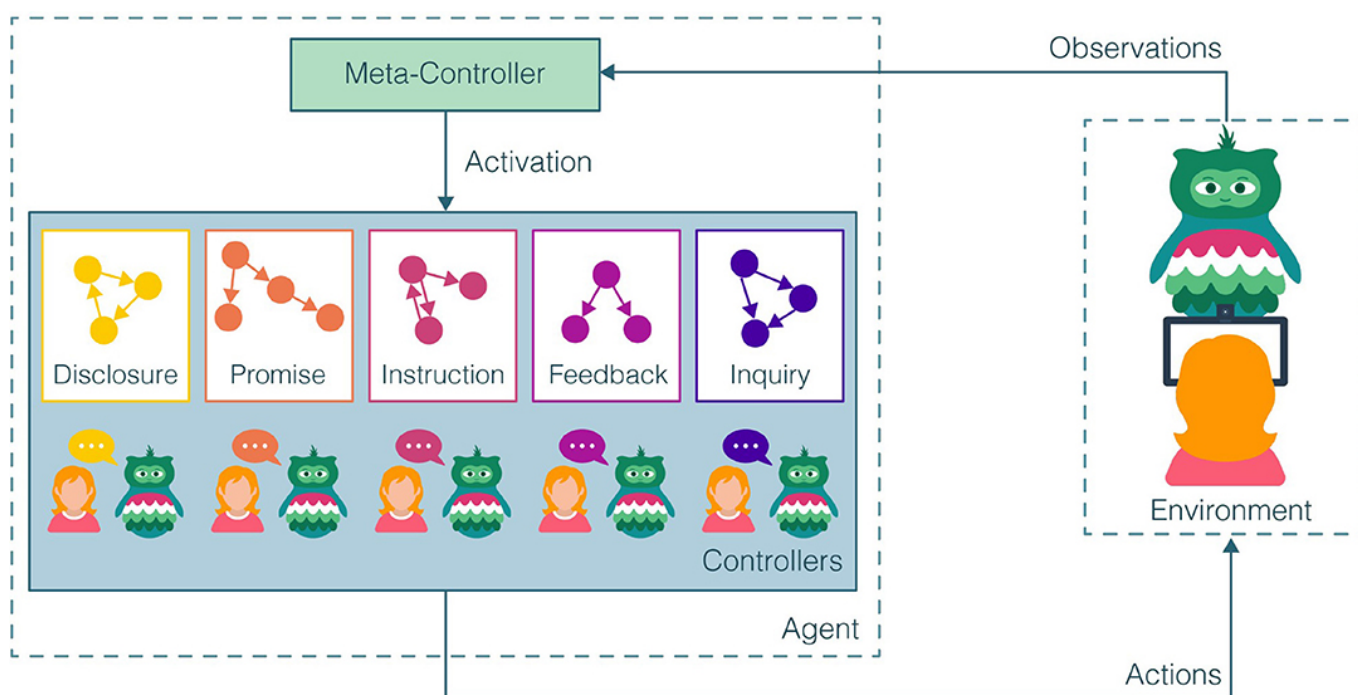 Observations
Meta-Controller
Activation
Disclosure
Promise
Instruction
Feedback
Inquiry
Controllers
Agent
Environment
Actions